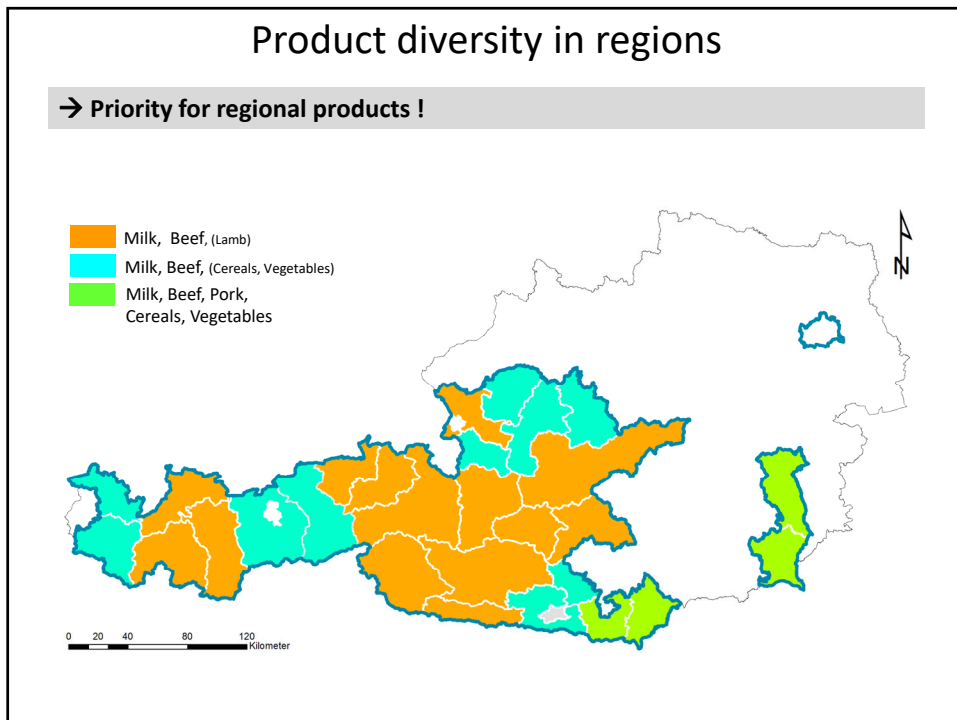 Product diversity in regions
→ Priority for regional products !
Milk, Beef, (Lamb)
Milk, Beef, (Cereals, Vegetables)
Milk, Beef, Pork,
Cereals, Vegetables
N
0 20 40 80 120
Kilometer